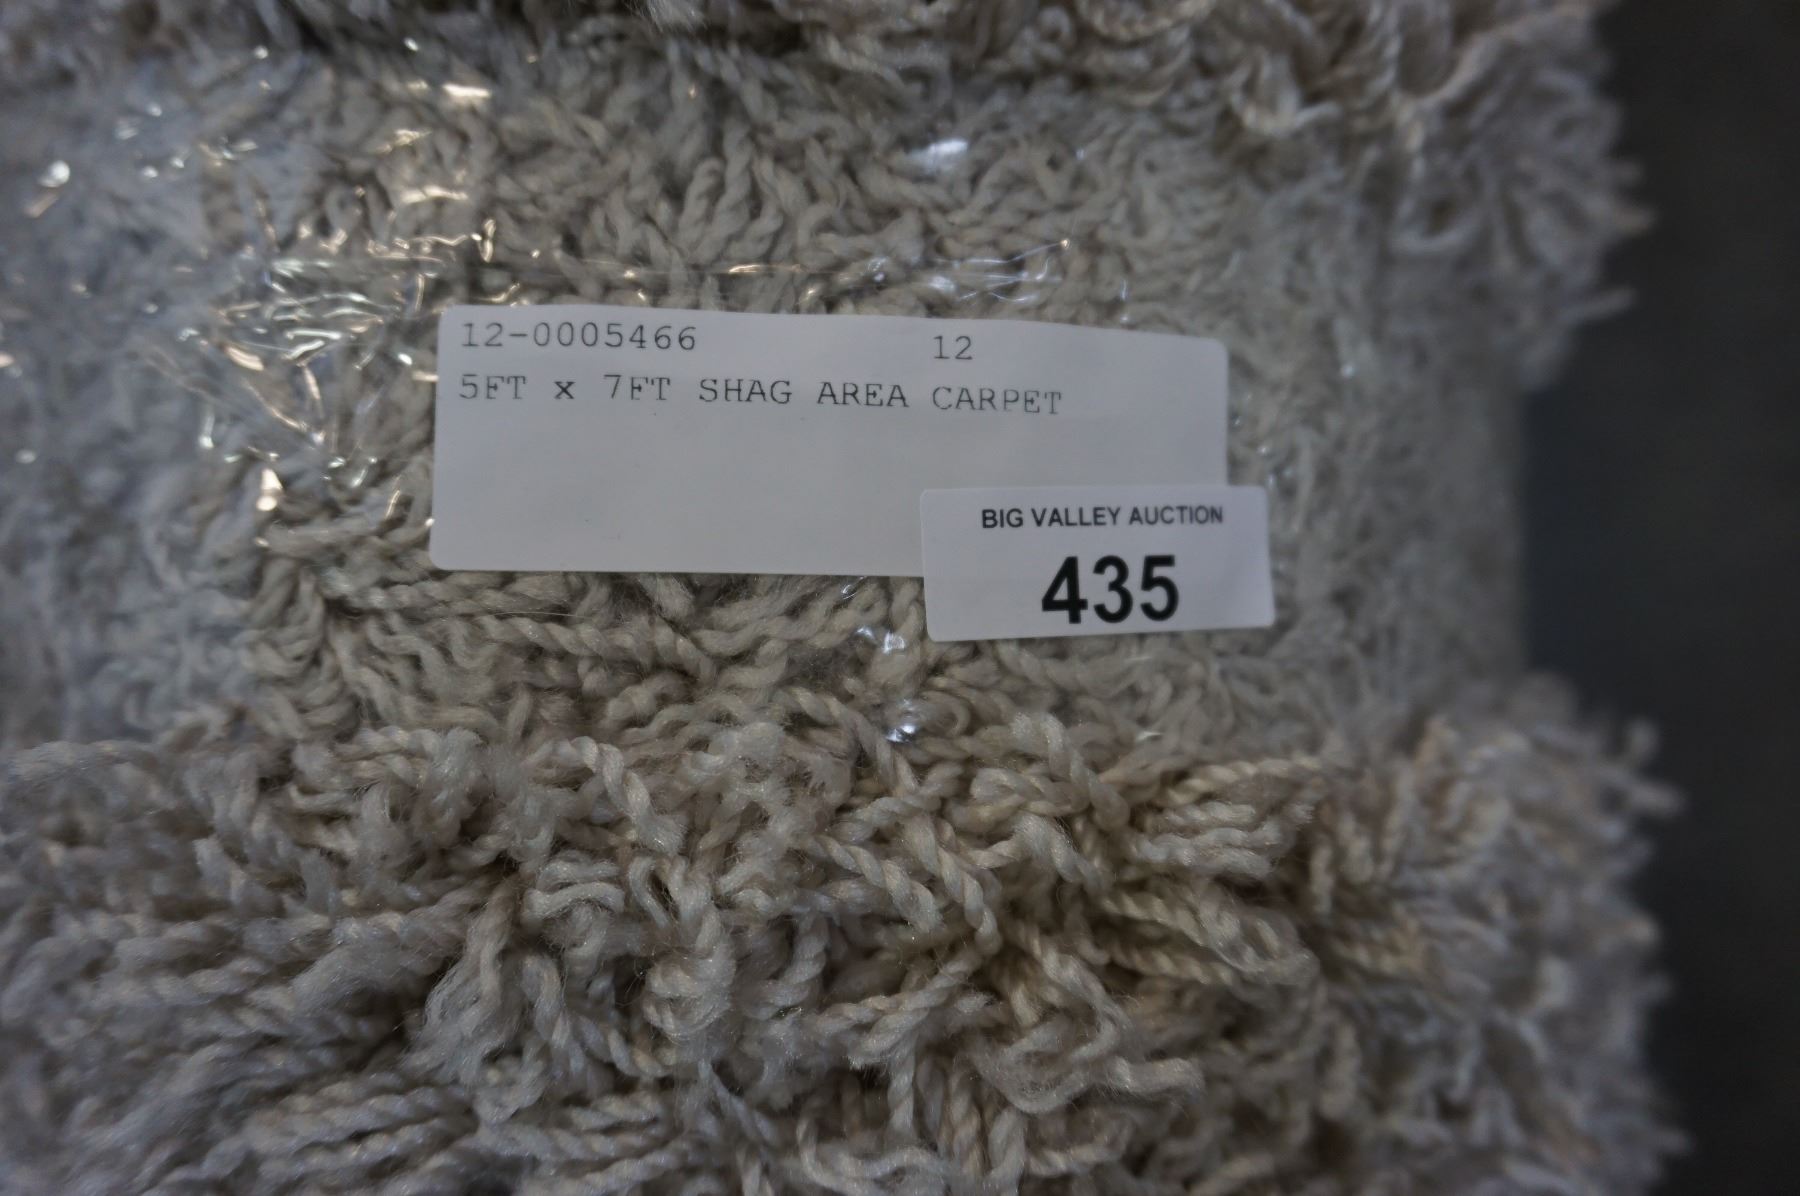 12-0005466 12
5FT x 7FT SHAG AREA CARPET
BIG VALLEY AUCTION
435